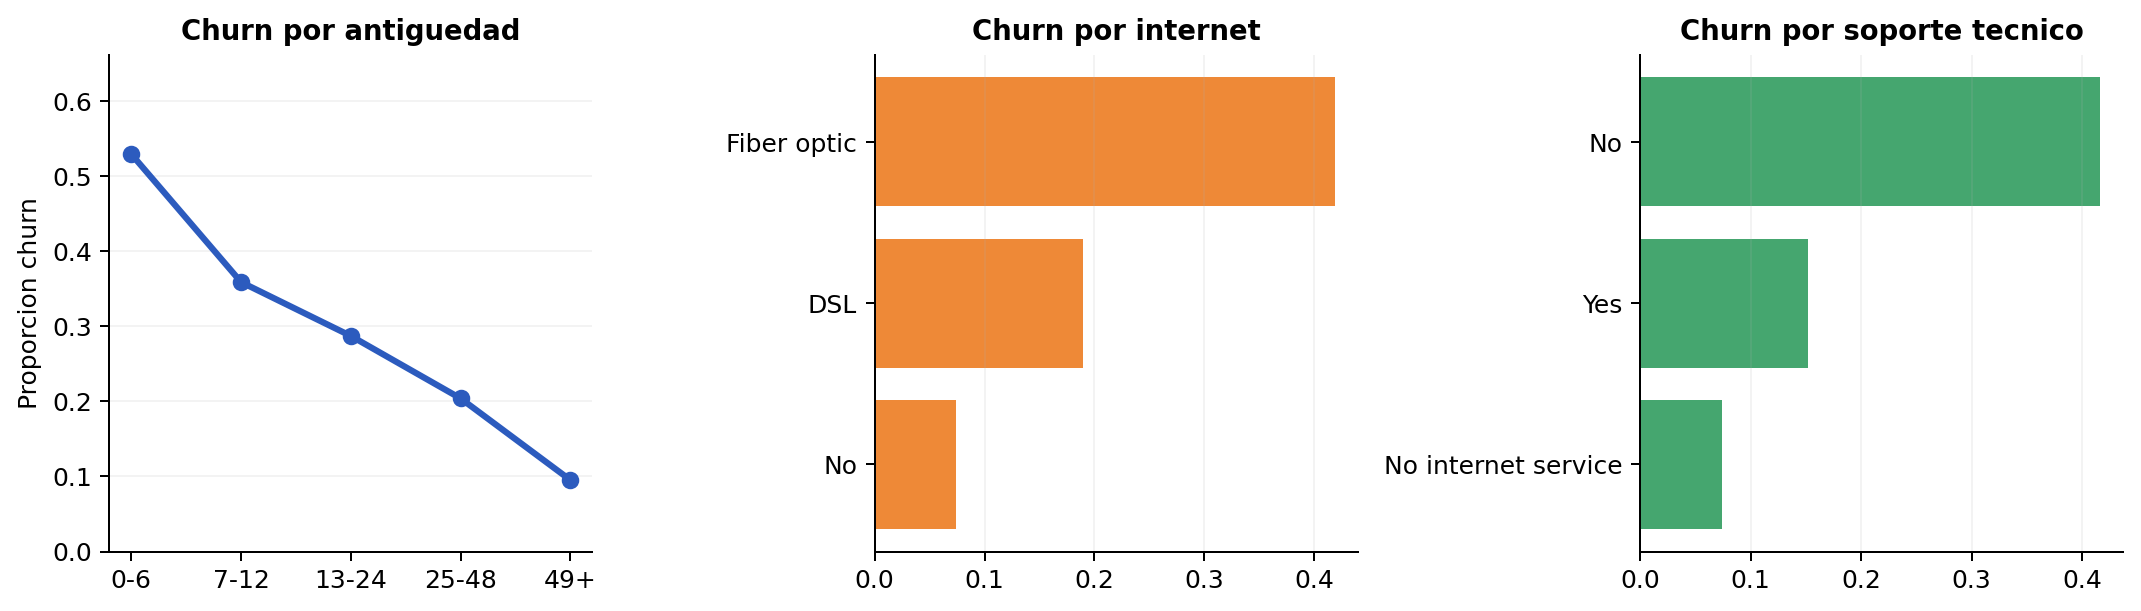 Churn por antiguedad
Proporcion churn
0.6
0.5
0.4
0.3
0.2
0.1
0.0
0-6 7-12 13-24 25-48 49+
Churn por internet
Fiber optic
DSL
No
0.0 0.1 0.2 0.3 0.4
Churn por soporte tecnico
No
Yes
No internet service
0.0 0.1 0.2 0.3 0.4